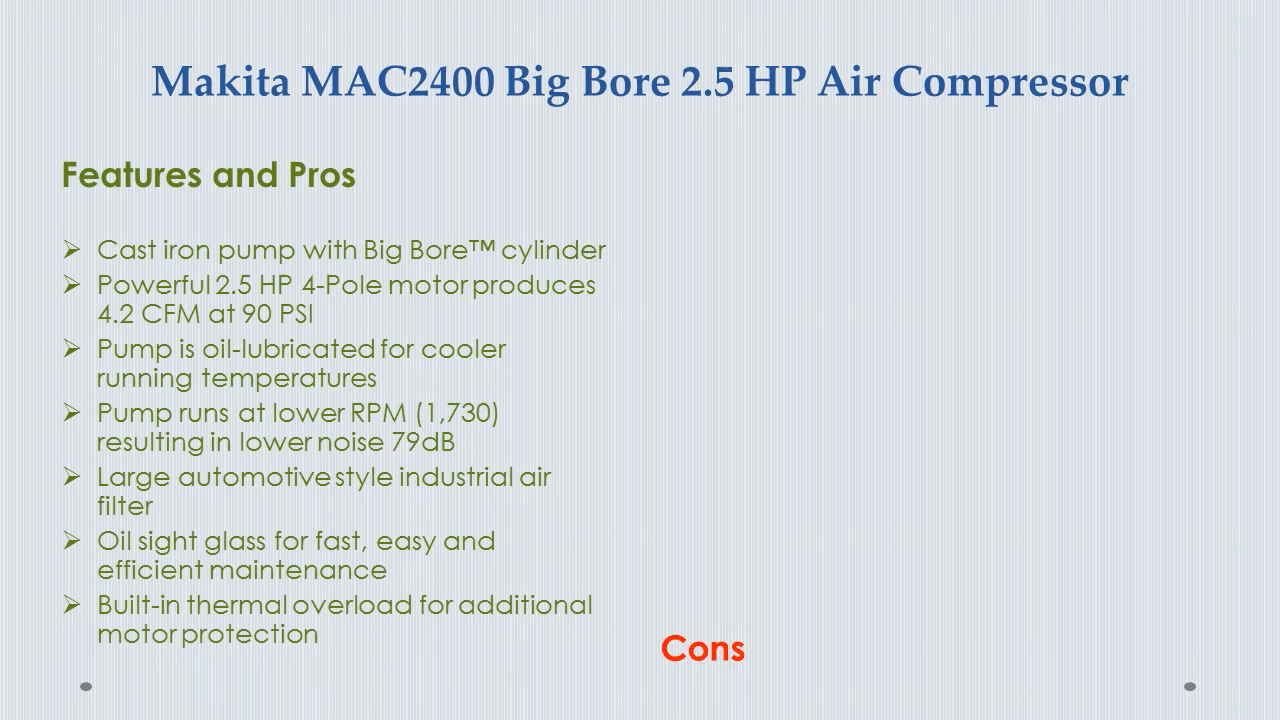 Makita MAC2400 Big Bore 2.5 HP Air Compressor
Features and Pros
➢ Cast iron pump with Big Bore™ cylinder
➢ Powerful 2.5 HP 4-Pole motor produces
4.2 CFM at 90 PSI
➢ Pump is oil-lubricated for cooler
running temperatures
➢ Pump runs at lower RPM (1,730)
resulting in lower noise 79dB
➢ Large automotive style industrial air
filter
➢ Oil sight glass for fast, easy and
efficient maintenance
➢ Built-in thermal overload for additional
motor protection
Cons